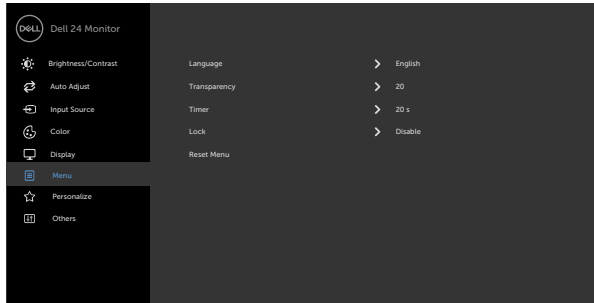 DELL Dell 24 Monitor
Brightness/Contrast Language English
Auto Adjust Transparency 20
Input Source Timer 20 s
Color Lock Disable
Display Reset Menu
Menu
Personalize
Others